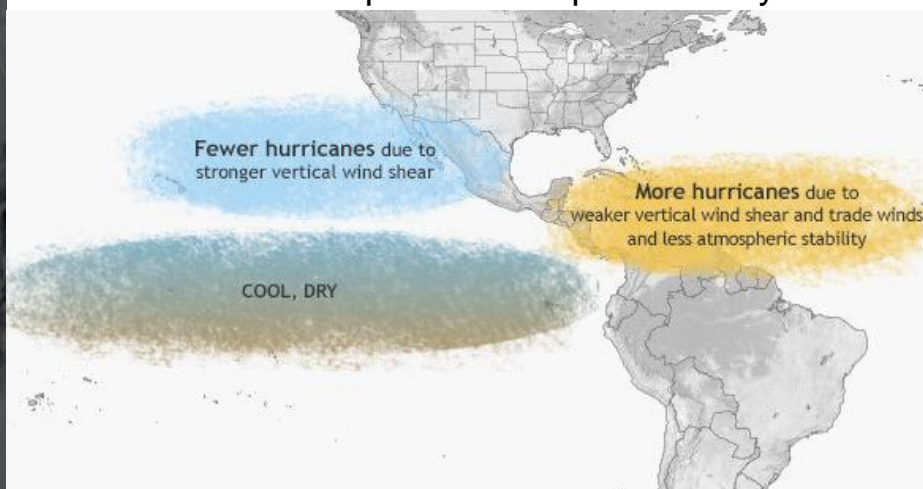 Fewer hurricanes due to
stronger vertical wind shear
More hurricanes due to
weaker vertical wind shear and trade winds
and less atmospheric stability
COOL, DRY